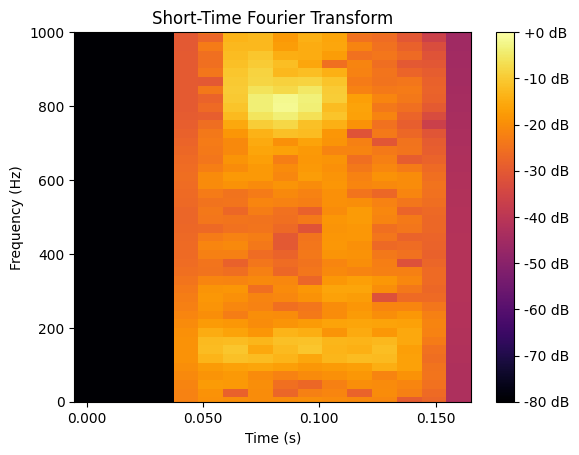 Short-Time Fourier Transform
1000
800
600
400
200
0
Frequency (Hz)
0.000
0.050
0.100
0.150
Time (s)
+0 dB
-10 dB
-20 dB
-30 dB
-40 dB
-50 dB
-60 dB
-70 dB
-80 dB